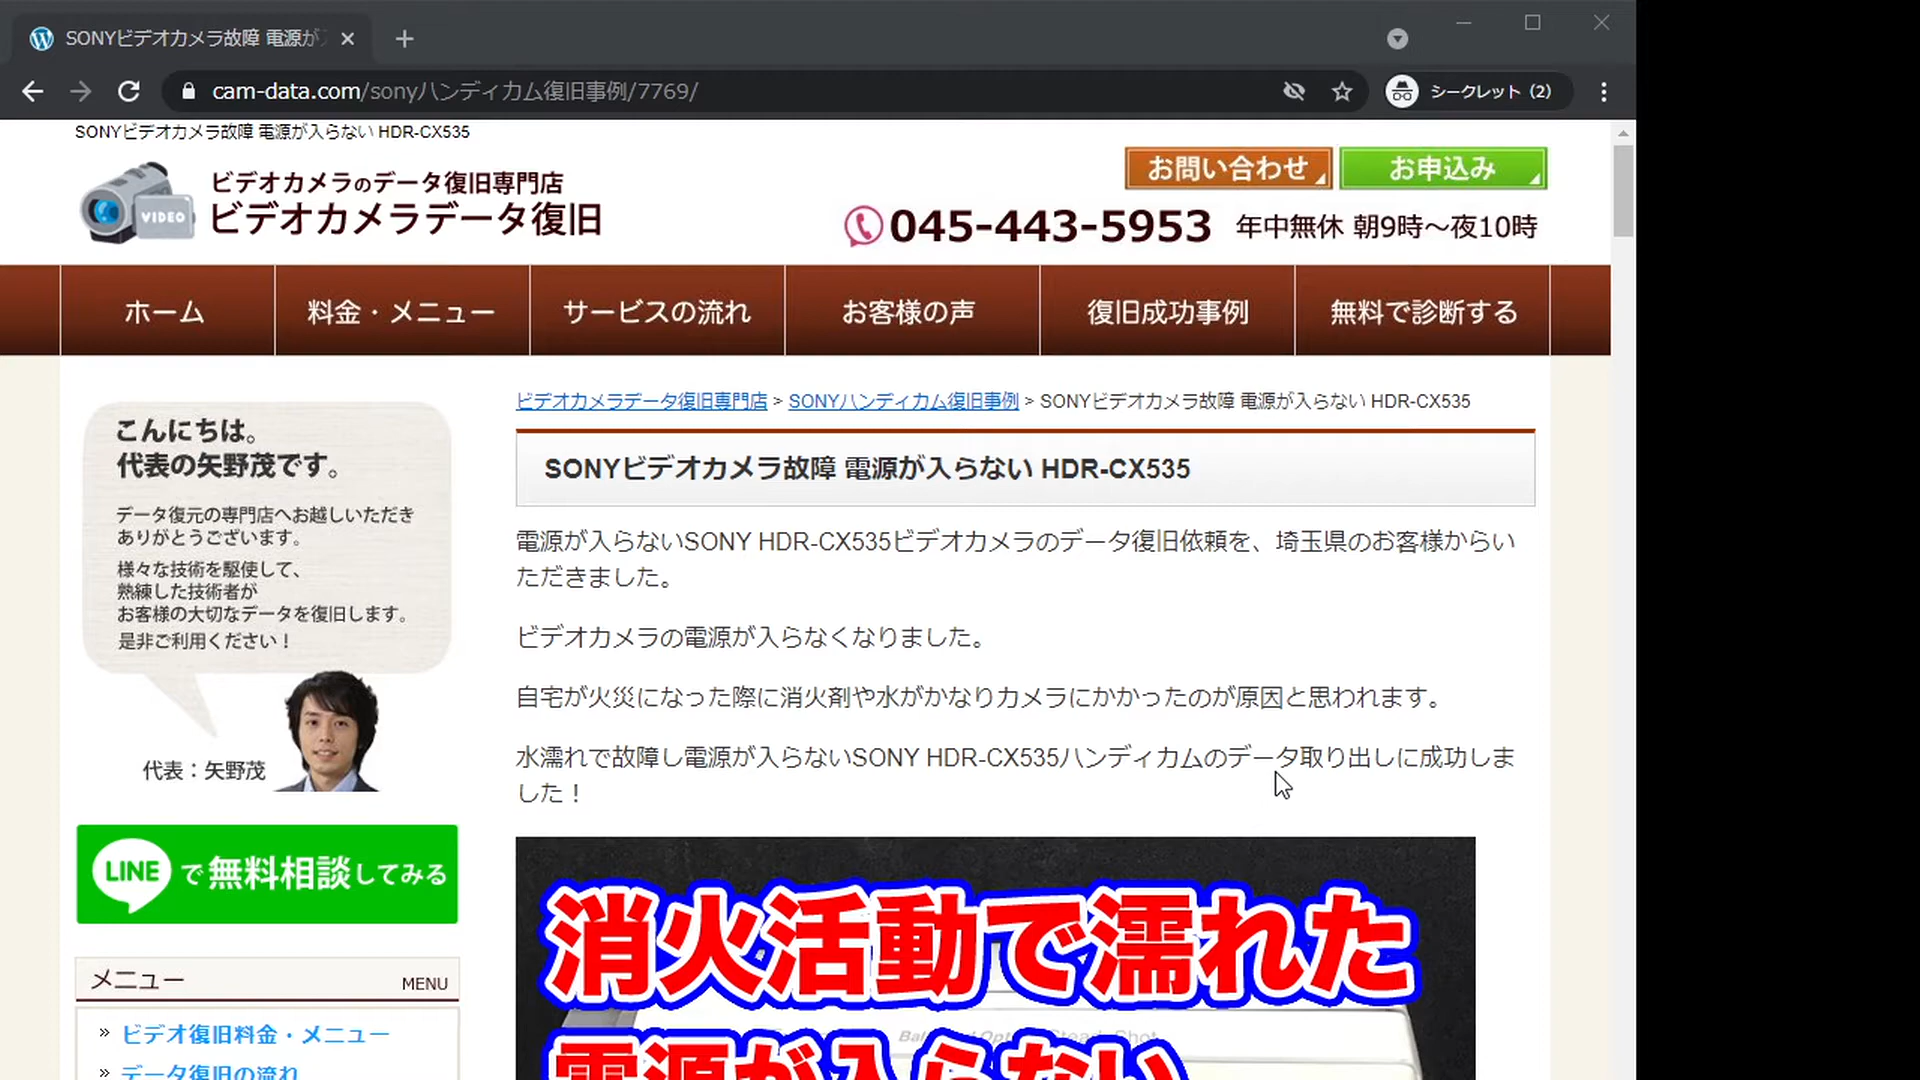 SONYビデオカメラ故障 電源が
cam-data.com/sonyハンディカム復旧事例/7769/
シークレット（2）
SONYビデオカメラ故障 電源が入らない HDR-CX535
VIDEO
ビデオカメラのデータ復旧専門店
ビデオカメラデータ復旧
お問い合わせ
お申込み
045-443-5953 年中無休 朝9時～夜10時
ホーム
料金・メニュー
サービスの流れ
お客様の声
復旧成功事例
無料で診断する
こんにちは。
代表の矢野茂です。
データ復元の専門店へお越しいただき
ありがとうございます。
様々な技術を駆使して、
熟練した技術者が
お客様の大切なデータを復旧します。
是非ご利用ください！
代表：矢野茂
LINEで無料相談してみる
メニュー MENU
» ビデオ復旧料金・メニュー
» データ復旧の流れ
ビデオカメラデータ復旧専門店 > SONYハンディカム復旧事例 > SONYビデオカメラ故障 電源が入らない HDR-CX535
SONYビデオカメラ故障 電源が入らない HDR-CX535
電源が入らないSONY HDR-CX535ビデオカメラのデータ復旧依頼を、埼玉県のお客様からい
ただきました。
ビデオカメラの電源が入らなくなりました。
自宅が火災になった際に消火剤や水がかなりカメラにかかったのが原因と思われます。
水濡れで故障し電源が入らないSONY HDR-CX535ハンディカムのデータ取り出しに成功しま
した！
消火活動で濡れた
電源が入らない